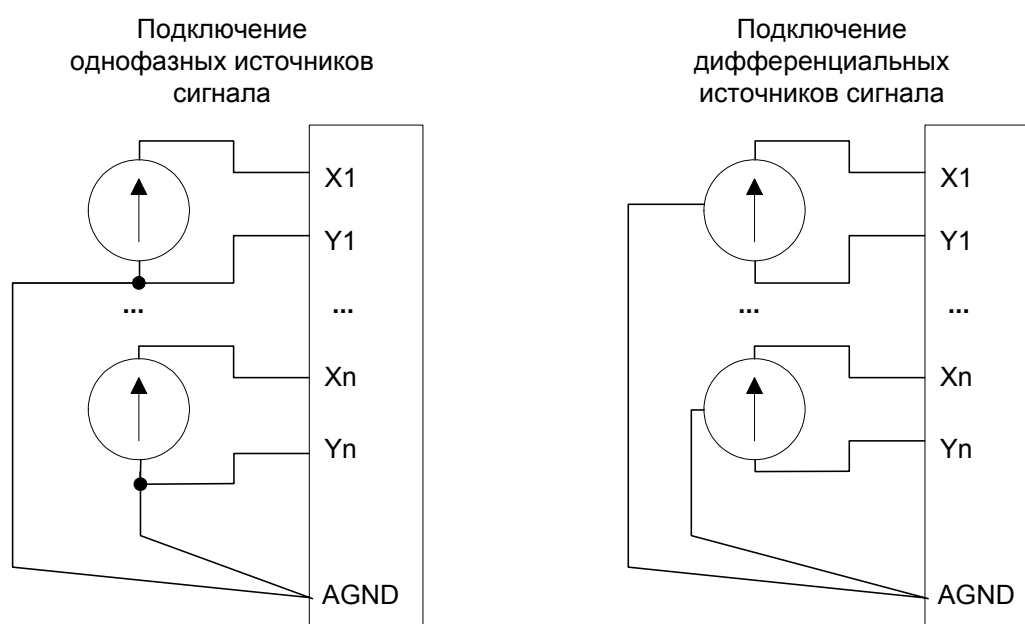 Подключение
однофазных источников
сигнала
X1
Y1
...
...
Xn
Yn
AGND
Подключение
дифференциальных
источников сигнала
X1
Y1
...
...
Xn
Yn
AGND